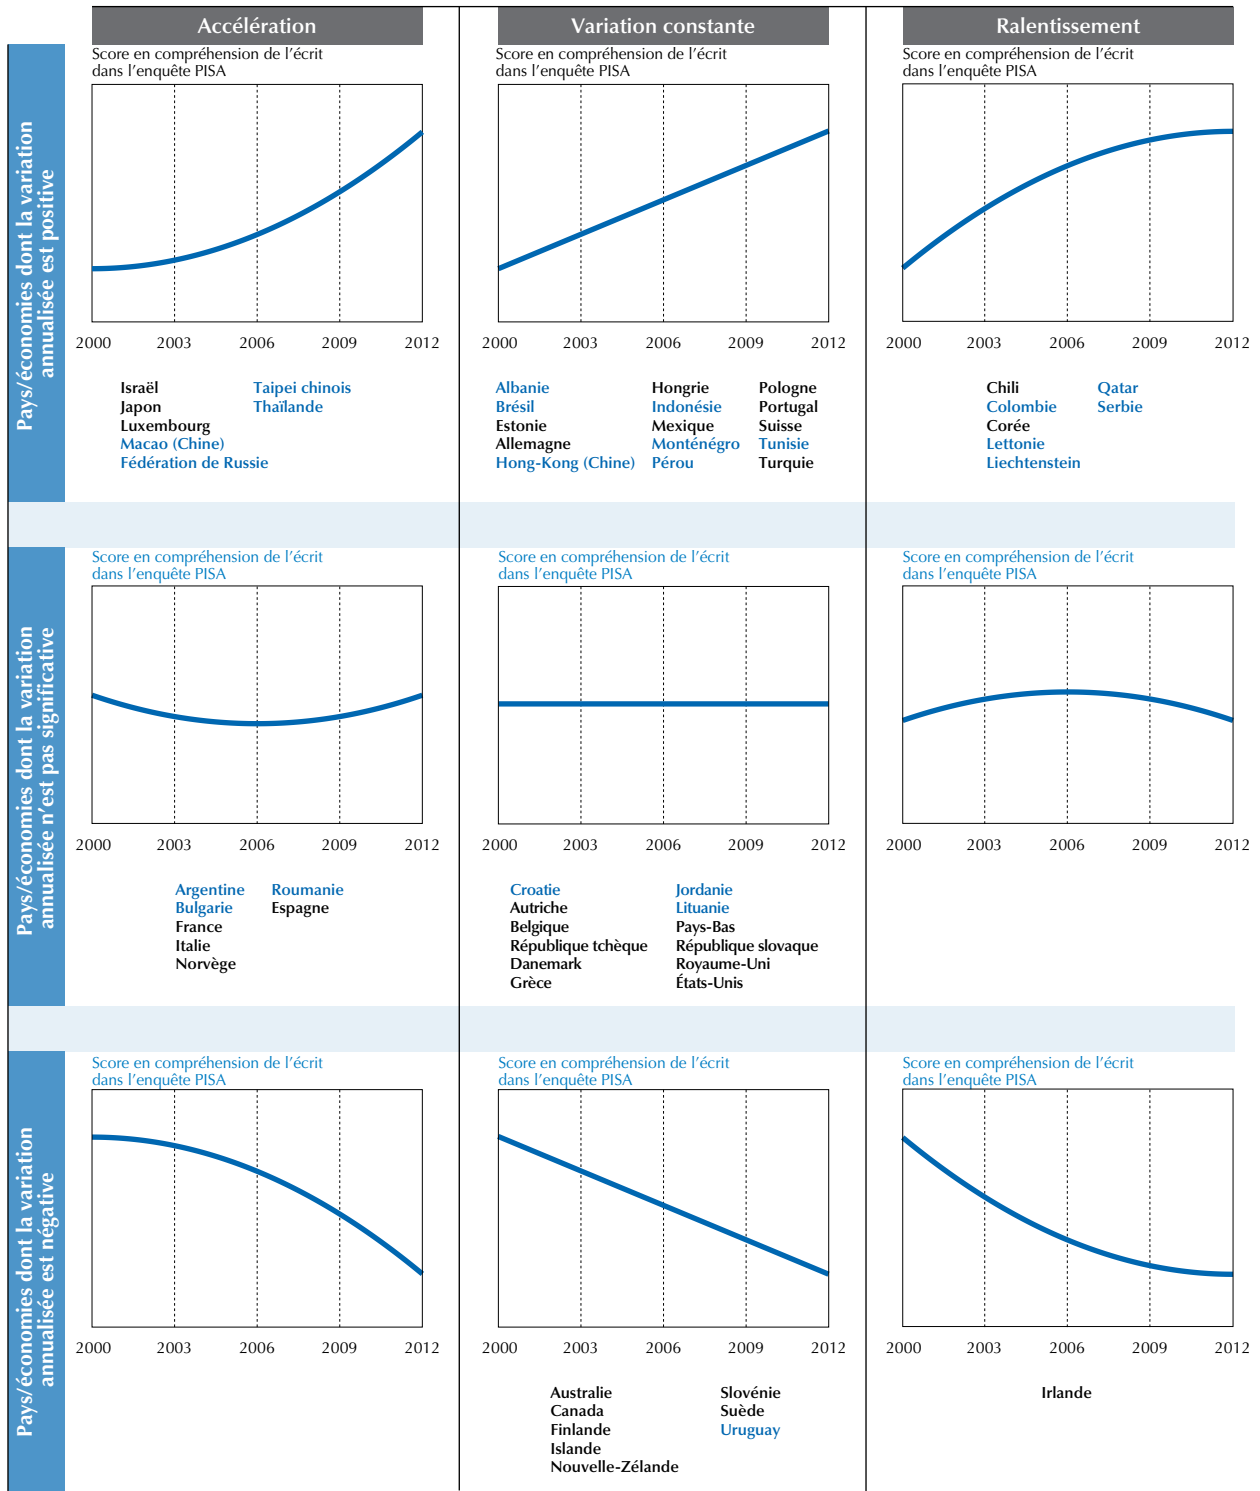 Accélération
Variation constante
Ralentissement
Pays/économies dont la variation
annualisée est positive
Score en compréhension de l'écrit
dans l'enquête PISA
2000 2003 2006 2009 2012
Israël
Japon
Luxembourg
Macao (Chine)
Fédération de Russie
Taipei chinois
Thaïlande
Score en compréhension de l'écrit
dans l'enquête PISA
2000 2003 2006 2009 2012
Albanie
Brésil
Estonie
Allemagne
Hong-Kong (Chine)
Hongrie
Indonésie
Mexique
Monténégro
Pérou
Pologne
Portugal
Suisse
Tunisie
Turquie
Score en compréhension de l'écrit
dans l'enquête PISA
2000 2003 2006 2009 2012
Chili
Colombie
Corée
Lettonie
Liechtenstein
Qatar
Serbie
Pays/économies dont la variation
annualisée n'est pas significative
Score en compréhension de l'écrit
dans l'enquête PISA
2000 2003 2006 2009 2012
Argentine
Bulgarie
France
Italie
Norvège
Roumanie
Espagne
Score en compréhension de l'écrit
dans l'enquête PISA
2000 2003 2006 2009 2012
Croatie
Autriche
Belgique
République tchèque
Danemark
Grèce
Jordanie
Lituanie
Pays-Bas
République slovaque
Royaume-Uni
États-Unis
Score en compréhension de l'écrit
dans l'enquête PISA
2000 2003 2006 2009 2012
Pays/économies dont la variation
annualisée est négative
Score en compréhension de l'écrit
dans l'enquête PISA
2000 2003 2006 2009 2012
Score en compréhension de l'écrit
dans l'enquête PISA
2000 2003 2006 2009 2012
Australie
Canada
Finlande
Islande
Nouvelle-Zélande
Slovénie
Suède
Uruguay
Score en compréhension de l'écrit
dans l'enquête PISA
2000 2003 2006 2009 2012
Irlande